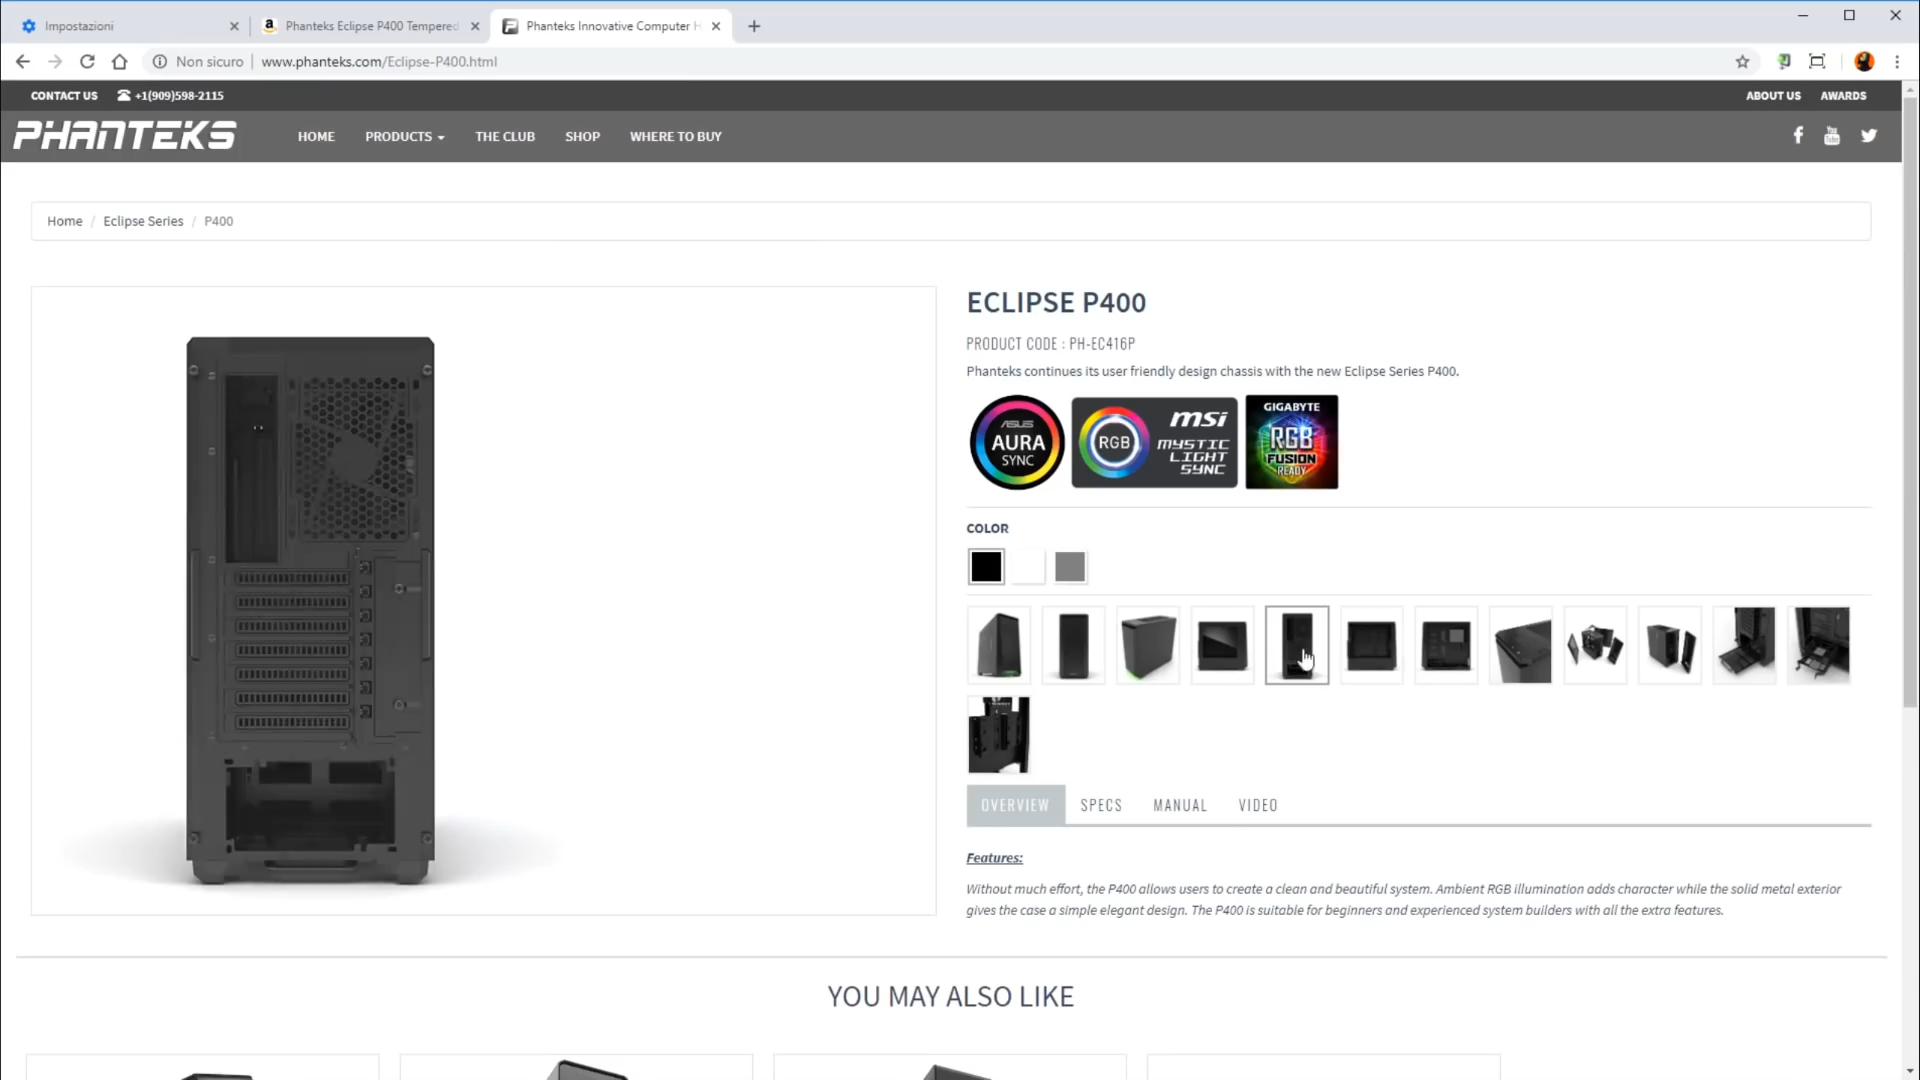 Impostazioni
Phanteks Eclipse P400 Tempered
Phanteks Innovative Computer H
Non sicuro
www.phanteks.com/Eclipse-P400.html
CONTACT US
+1(909)598-2115
ABOUT US
AWARDS
PHANTEKS
HOME
PRODUCTS
THE CLUB
SHOP
WHERE TO BUY
Home / Eclipse Series / P400
ECLIPSE P400
PRODUCT CODE : PH-EC416P
Phanteks continues its user friendly design chassis with the new Eclipse Series P400.
ASUS
AURA
SYNC
RGB
msi
MYSTIC
LIGHT
SYNC
GIGABYTE
RGB
FUSION
READY
COLOR
OVERVIEW
SPECS
MANUAL
VIDEO
Features:
Without much effort, the P400 allows users to create a clean and beautiful system. Ambient RGB illumination adds character while the solid metal exterior
gives the case a simple elegant design. The P400 is suitable for beginners and experienced system builders with all the extra features.
YOU MAY ALSO LIKE